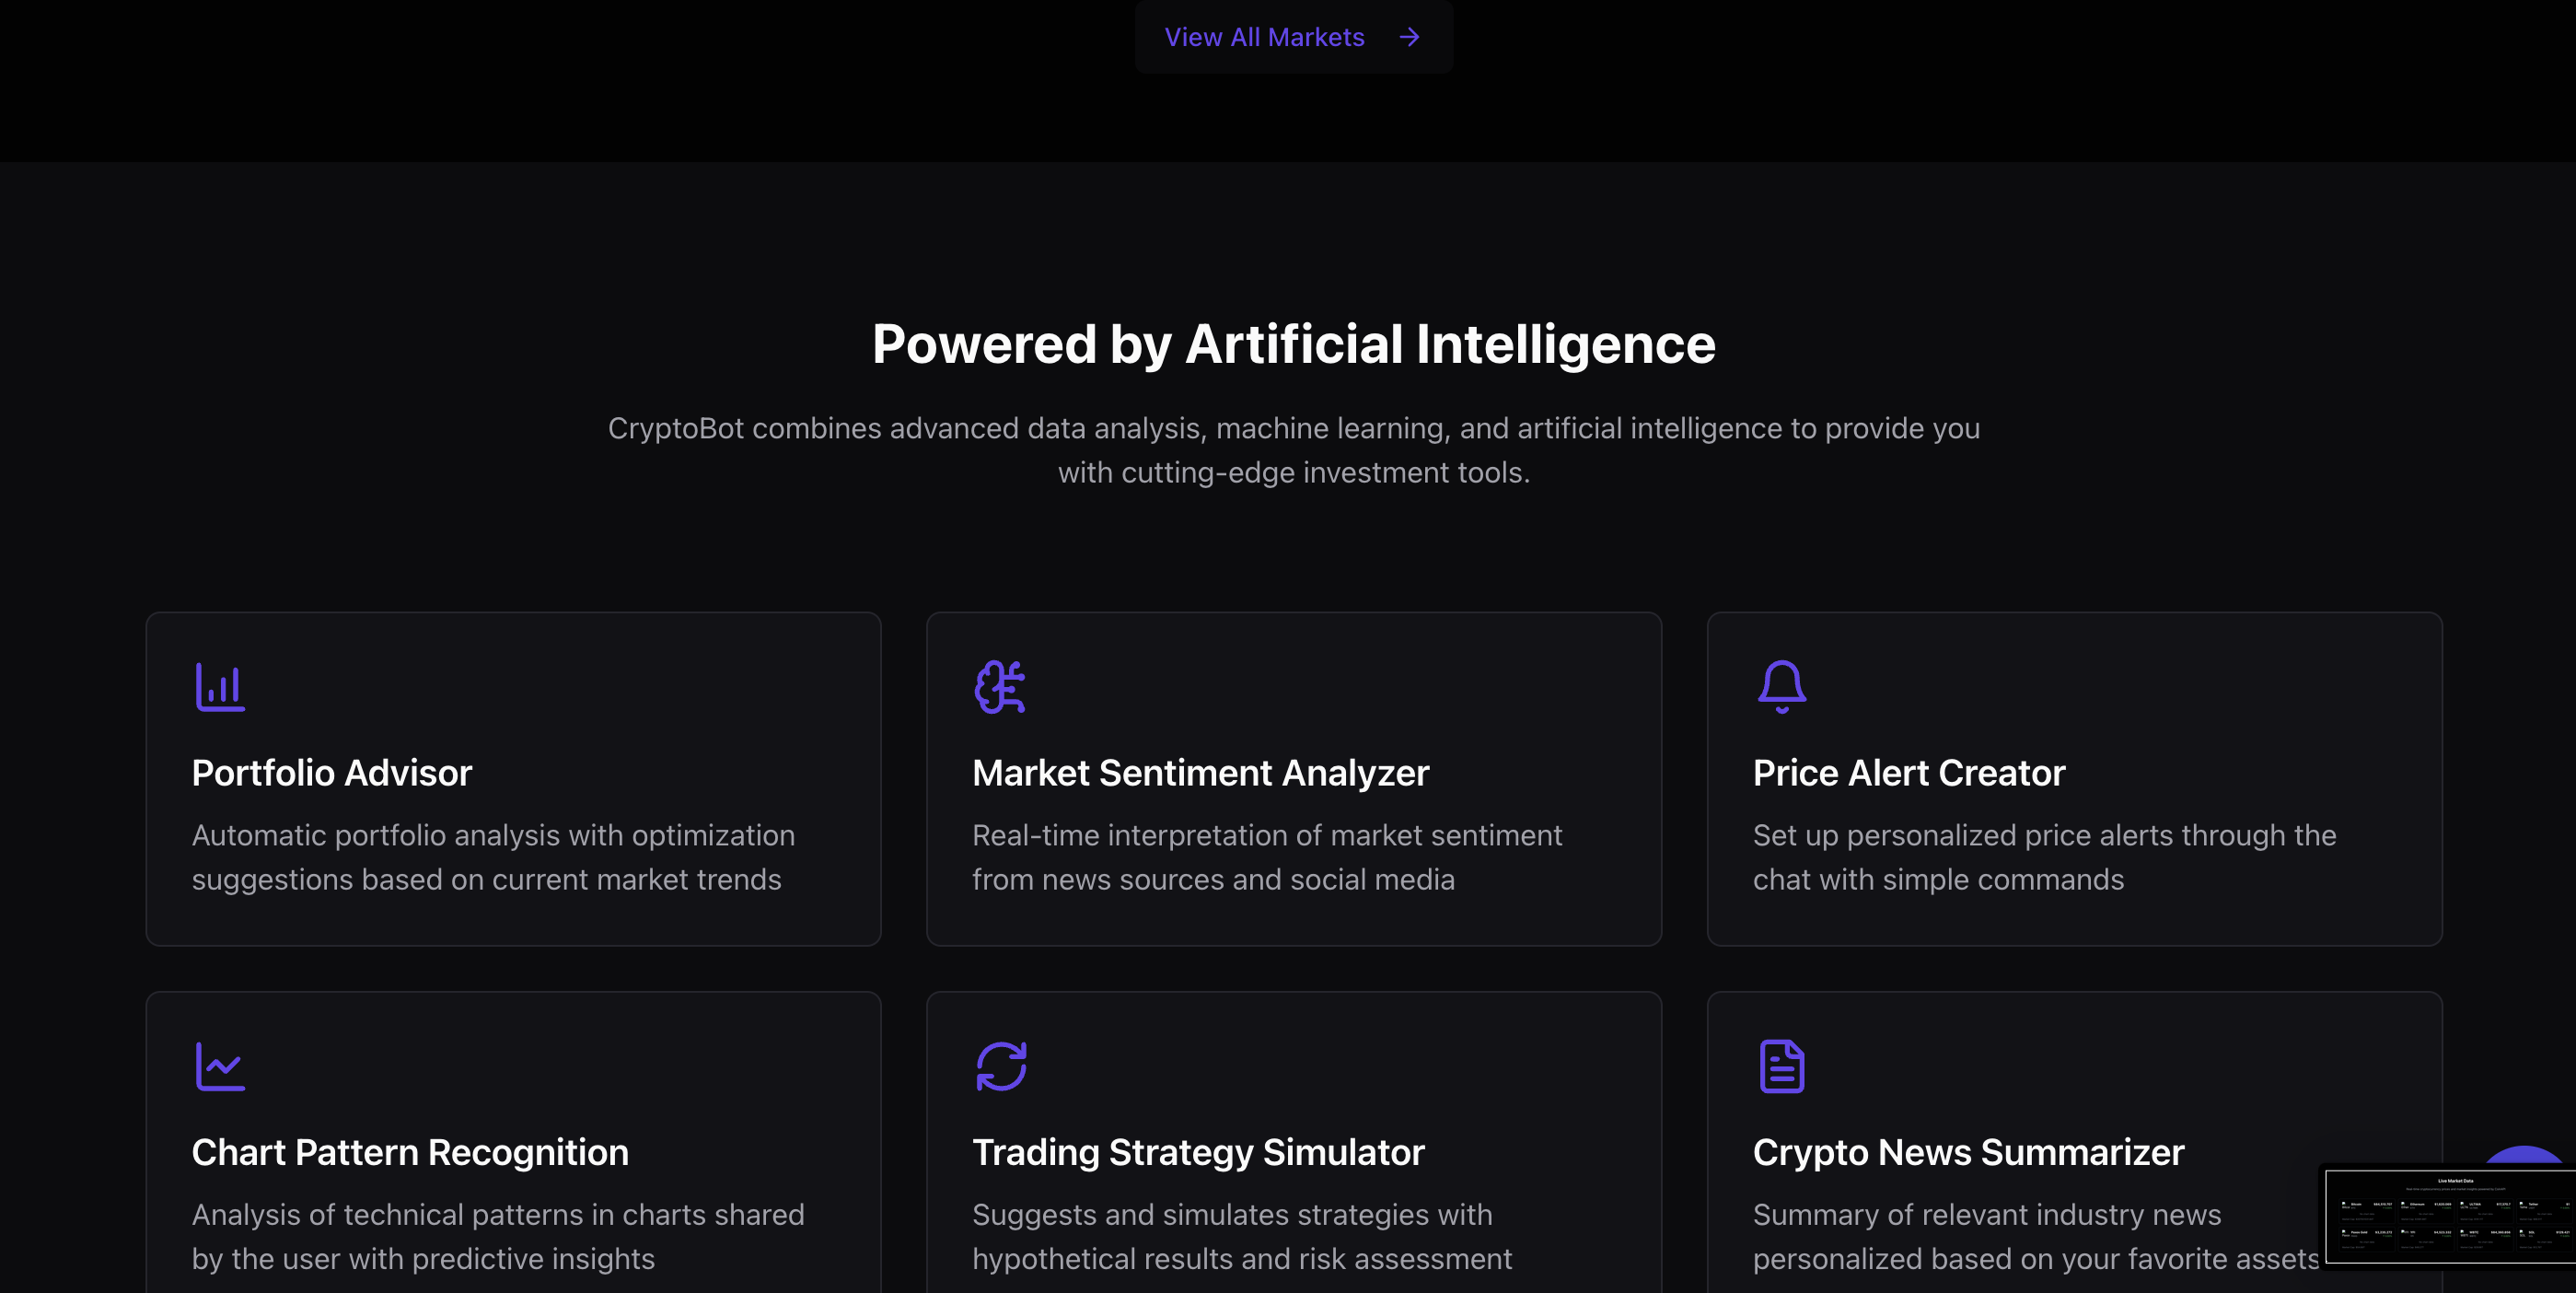 View All Markets
Powered by Artificial Intelligence
CryptoBot combines advanced data analysis, machine learning, and artificial intelligence to provide you
with cutting-edge investment tools.
Portfolio Advisor
Automatic portfolio analysis with optimization
suggestions based on current market trends
Market Sentiment Analyzer
Real-time interpretation of market sentiment
from news sources and social media
Price Alert Creator
Set up personalized price alerts through the
chat with simple commands
Chart Pattern Recognition
Analysis of technical patterns in charts shared
by the user with predictive insights
Trading Strategy Simulator
Suggests and simulates strategies with
hypothetical results and risk assessment
Crypto News Summarizer
Summary of relevant industry news
personalized based on your favorite assets
Live Market Data